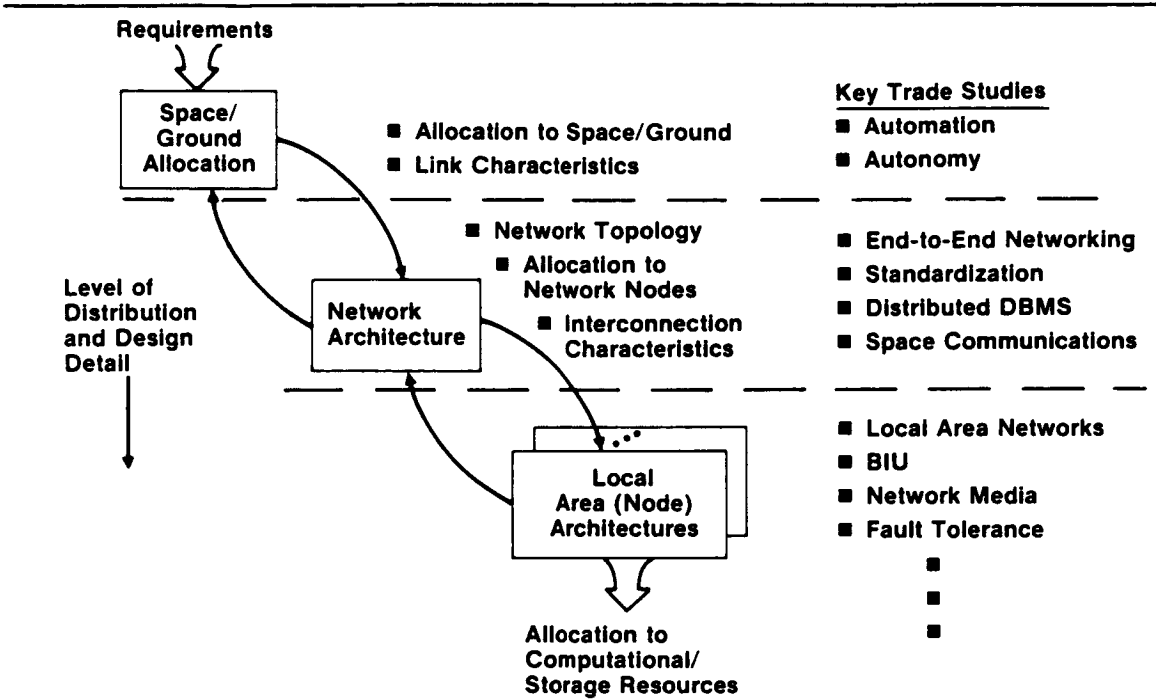 Requirements
Space/
Ground
Allocation
■ Allocation to Space/Ground
■ Link Characteristics
Key Trade Studies
■ Automation
■ Autonomy
Level of
Distribution
and Design
Detail
Network
Architecture
■ Network Topology
■ Allocation to
Network Nodes
■ Interconnection
Characteristics
■ End-to-End Networking
■ Standardization
■ Distributed DBMS
■ Space Communications
Local
Area (Node)
Architectures
■ Local Area Networks
■ BIU
■ Network Media
■ Fault Tolerance
■
■
■
Allocation to
Computational/
Storage Resources